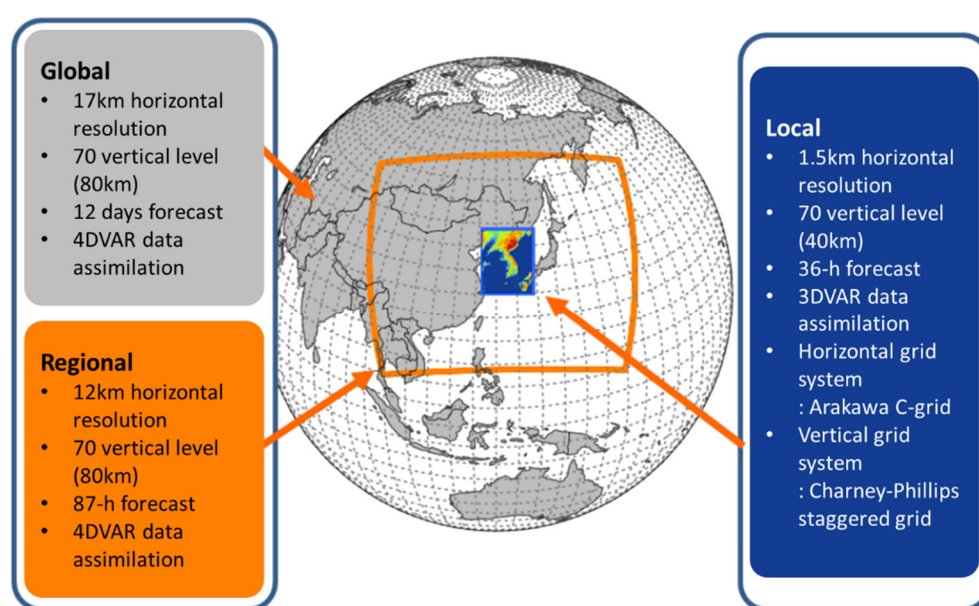 Global
• 17km horizontal
resolution
• 70 vertical level
(80km)
• 12 days forecast
• 4DVAR data
assimilation
Regional
• 12km horizontal
resolution
• 70 vertical level
(80km)
• 87-h forecast
• 4DVAR data
assimilation
Local
• 1.5km horizontal
resolution
• 70 vertical level
(40km)
• 36-h forecast
• 3DVAR data
assimilation
• Horizontal grid
system
: Arakawa C-grid
• Vertical grid
system
: Charney-Phillips
staggered grid